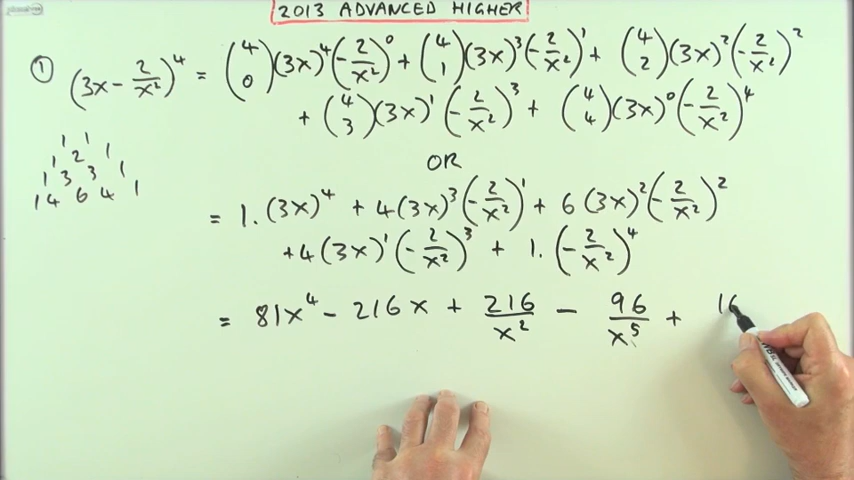 2013 ADVANCED HIGHER
① (3x - 2/x²)⁴ = (4 0)(3x)⁴(-2/x²)⁰ + (4 1)(3x)³(-2/x²)¹ + (4 2)(3x)²(-2/x²)²
+ (4 3)(3x)¹(-2/x²)³ + (4 4)(3x)⁰(-2/x²)⁴
1 1
1 2 1
1 3 3 1
1 4 6 4 1
OR
= 1.(3x)⁴ + 4(3x)³(-2/x²)¹ + 6(3x)²(-2/x²)²
+4(3x)¹(-2/x²)³ + 1.(-2/x²)⁴
= 81x⁴ - 216x + 216/x² - 96/x⁵ + 16